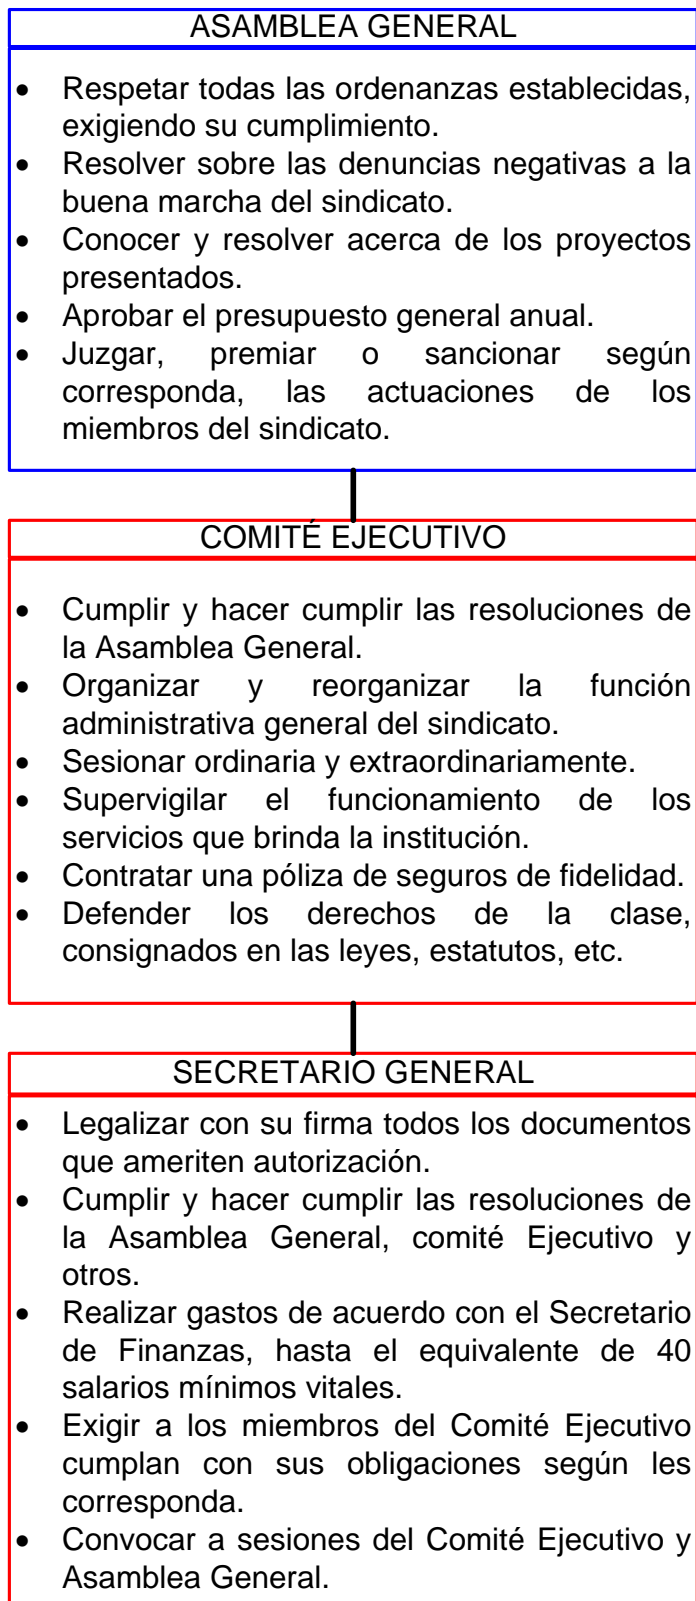 ASAMBLEA GENERAL
• Respetar todas las ordenanzas establecidas,
exigiendo su cumplimiento.
• Resolver sobre las denuncias negativas a la
buena marcha del sindicato.
• Conocer y resolver acerca de los proyectos
presentados.
• Aprobar el presupuesto general anual.
• Juzgar, premiar o sancionar según
corresponda, las actuaciones de los
miembros del sindicato.
COMITÉ EJECUTIVO
• Cumplir y hacer cumplir las resoluciones de
la Asamblea General.
• Organizar y reorganizar la función
administrativa general del sindicato.
• Sesionar ordinaria y extraordinariamente.
• Supervigilar el funcionamiento de los
servicios que brinda la institución.
• Contratar una póliza de seguros de fidelidad.
• Defender los derechos de la clase,
consignados en las leyes, estatutos, etc.
SECRETARIO GENERAL
• Legalizar con su firma todos los documentos
que ameriten autorización.
• Cumplir y hacer cumplir las resoluciones de
la Asamblea General, comité Ejecutivo y
otros.
• Realizar gastos de acuerdo con el Secretario
de Finanzas, hasta el equivalente de 40
salarios mínimos vitales.
• Exigir a los miembros del Comité Ejecutivo
cumplan con sus obligaciones según les
corresponda.
• Convocar a sesiones del Comité Ejecutivo y
Asamblea General.